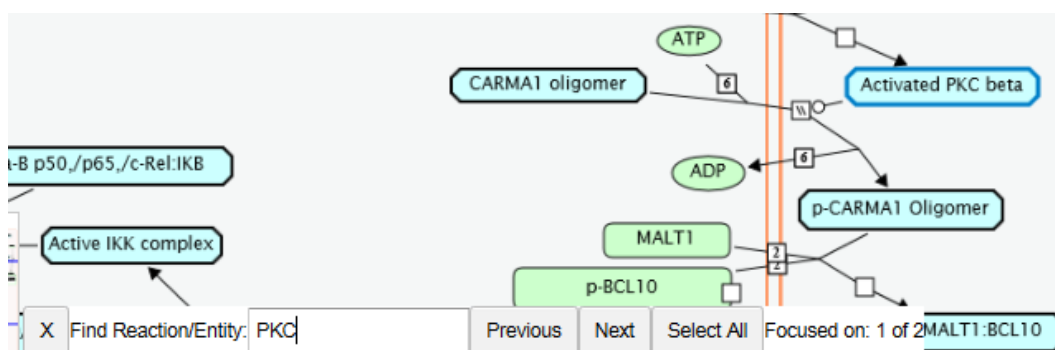 ATP
CARMA1 oligomer
6
Activated PKC beta
\\
a-B p50,/p65,/c-Rel:IKB
6
ADP
p-CARMA1 Oligomer
MALT1
Active IKK complex
2
2
p-BCL10
X Find Reaction/Entity: PKC Previous Next Select All Focused on: 1 of 2 MALT1:BCL10